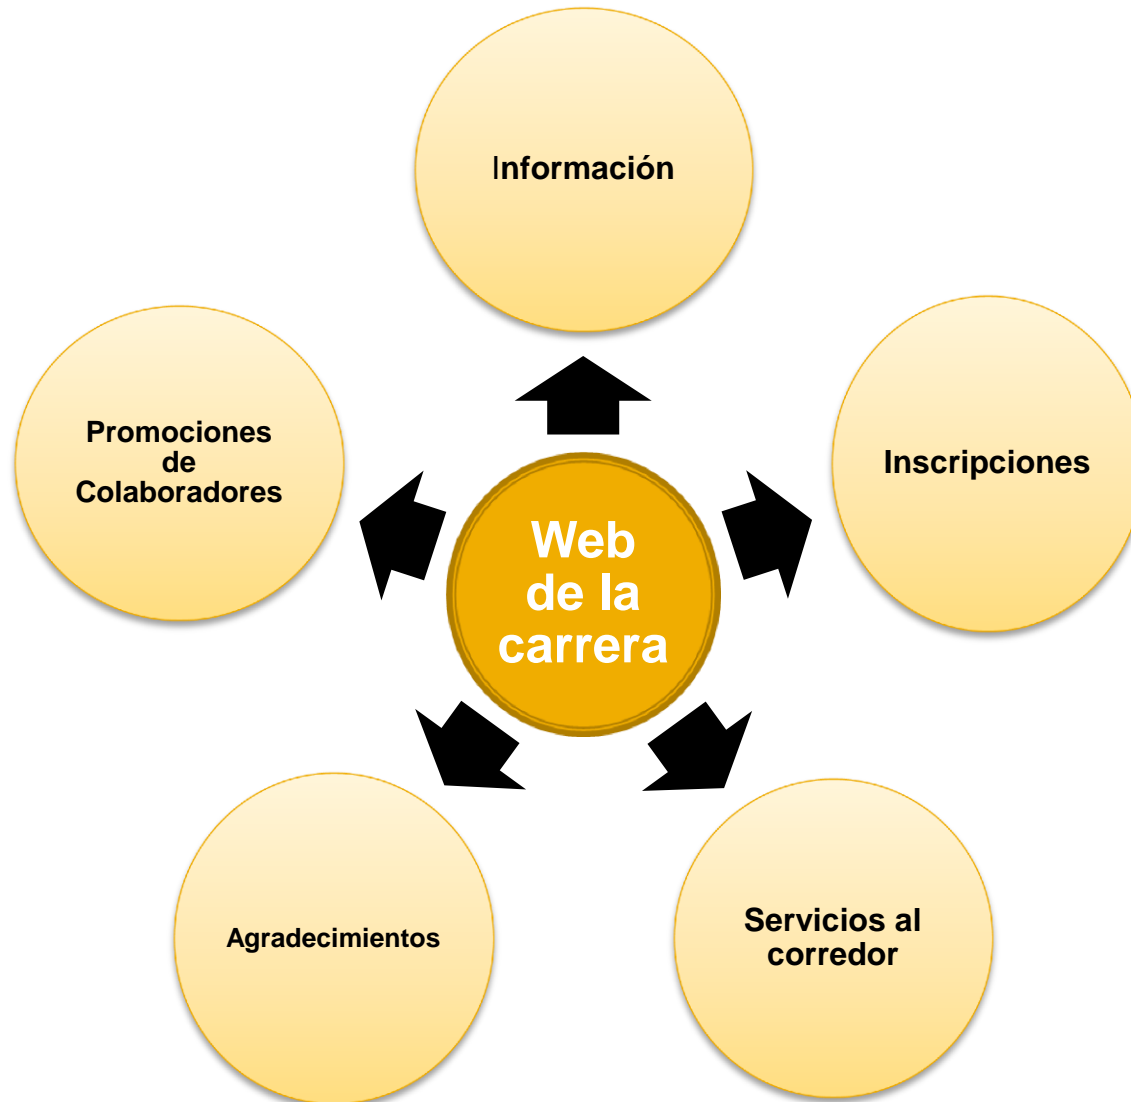 Información
Promociones
de
Colaboradores
Inscripciones
Web
de la
carrera
Agradecimientos
Servicios al
corredor